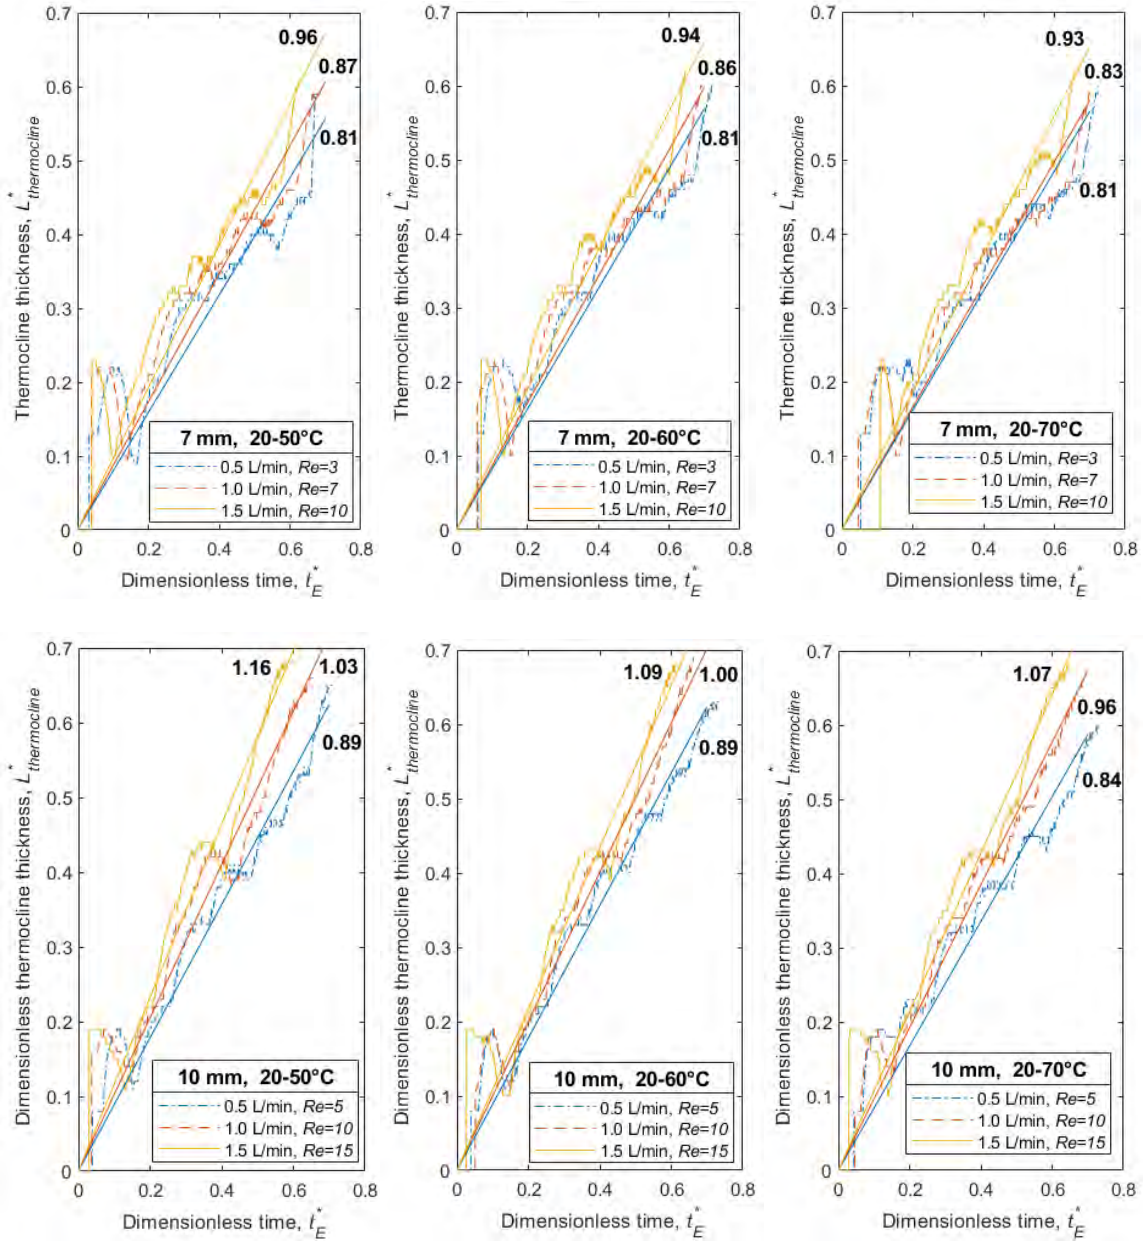 0.7
0.6
0.5
0.4
0.3
0.2
0.1
0
Thermocline thickness, L*thermocline
0.96
0.87
0.81
7 mm, 20-50°C
0.5 L/min, Re=3
1.0 L/min, Re=7
1.5 L/min, Re=10
0 0.2 0.4 0.6 0.8
Dimensionless time, t*E
0.7
0.6
0.5
0.4
0.3
0.2
0.1
0
Thermocline thickness, L*thermocline
0.94
0.86
0.81
7 mm, 20-60°C
0.5 L/min, Re=3
1.0 L/min, Re=7
1.5 L/min, Re=10
0 0.2 0.4 0.6 0.8
Dimensionless time, t*E
0.7
0.6
0.5
0.4
0.3
0.2
0.1
0
Thermocline thickness, L*thermocline
0.93
0.83
0.81
7 mm, 20-70°C
0.5 L/min, Re=3
1.0 L/min, Re=7
1.5 L/min, Re=10
0 0.2 0.4 0.6 0.8
Dimensionless time, t*E
0.7
0.6
0.5
0.4
0.3
0.2
0.1
0
Dimensionless thermocline thickness, L*thermocline
1.16
1.03
0.89
10 mm, 20-50°C
0.5 L/min, Re=5
1.0 L/min, Re=10
1.5 L/min, Re=15
0 0.2 0.4 0.6 0.8
Dimensionless time, t*E
0.7
0.6
0.5
0.4
0.3
0.2
0.1
0
Dimensionless thermocline thickness, L*thermocline
1.09
1.00
0.89
10 mm, 20-60°C
0.5 L/min, Re=5
1.0 L/min, Re=10
1.5 L/min, Re=15
0 0.2 0.4 0.6 0.8
Dimensionless time, t*E
0.7
0.6
0.5
0.4
0.3
0.2
0.1
0
Dimensionless thermocline thickness, L*thermocline
1.07
0.96
0.84
10 mm, 20-70°C
0.5 L/min, Re=5
1.0 L/min, Re=10
1.5 L/min, Re=15
0 0.2 0.4 0.6 0.8
Dimensionless time, t*E